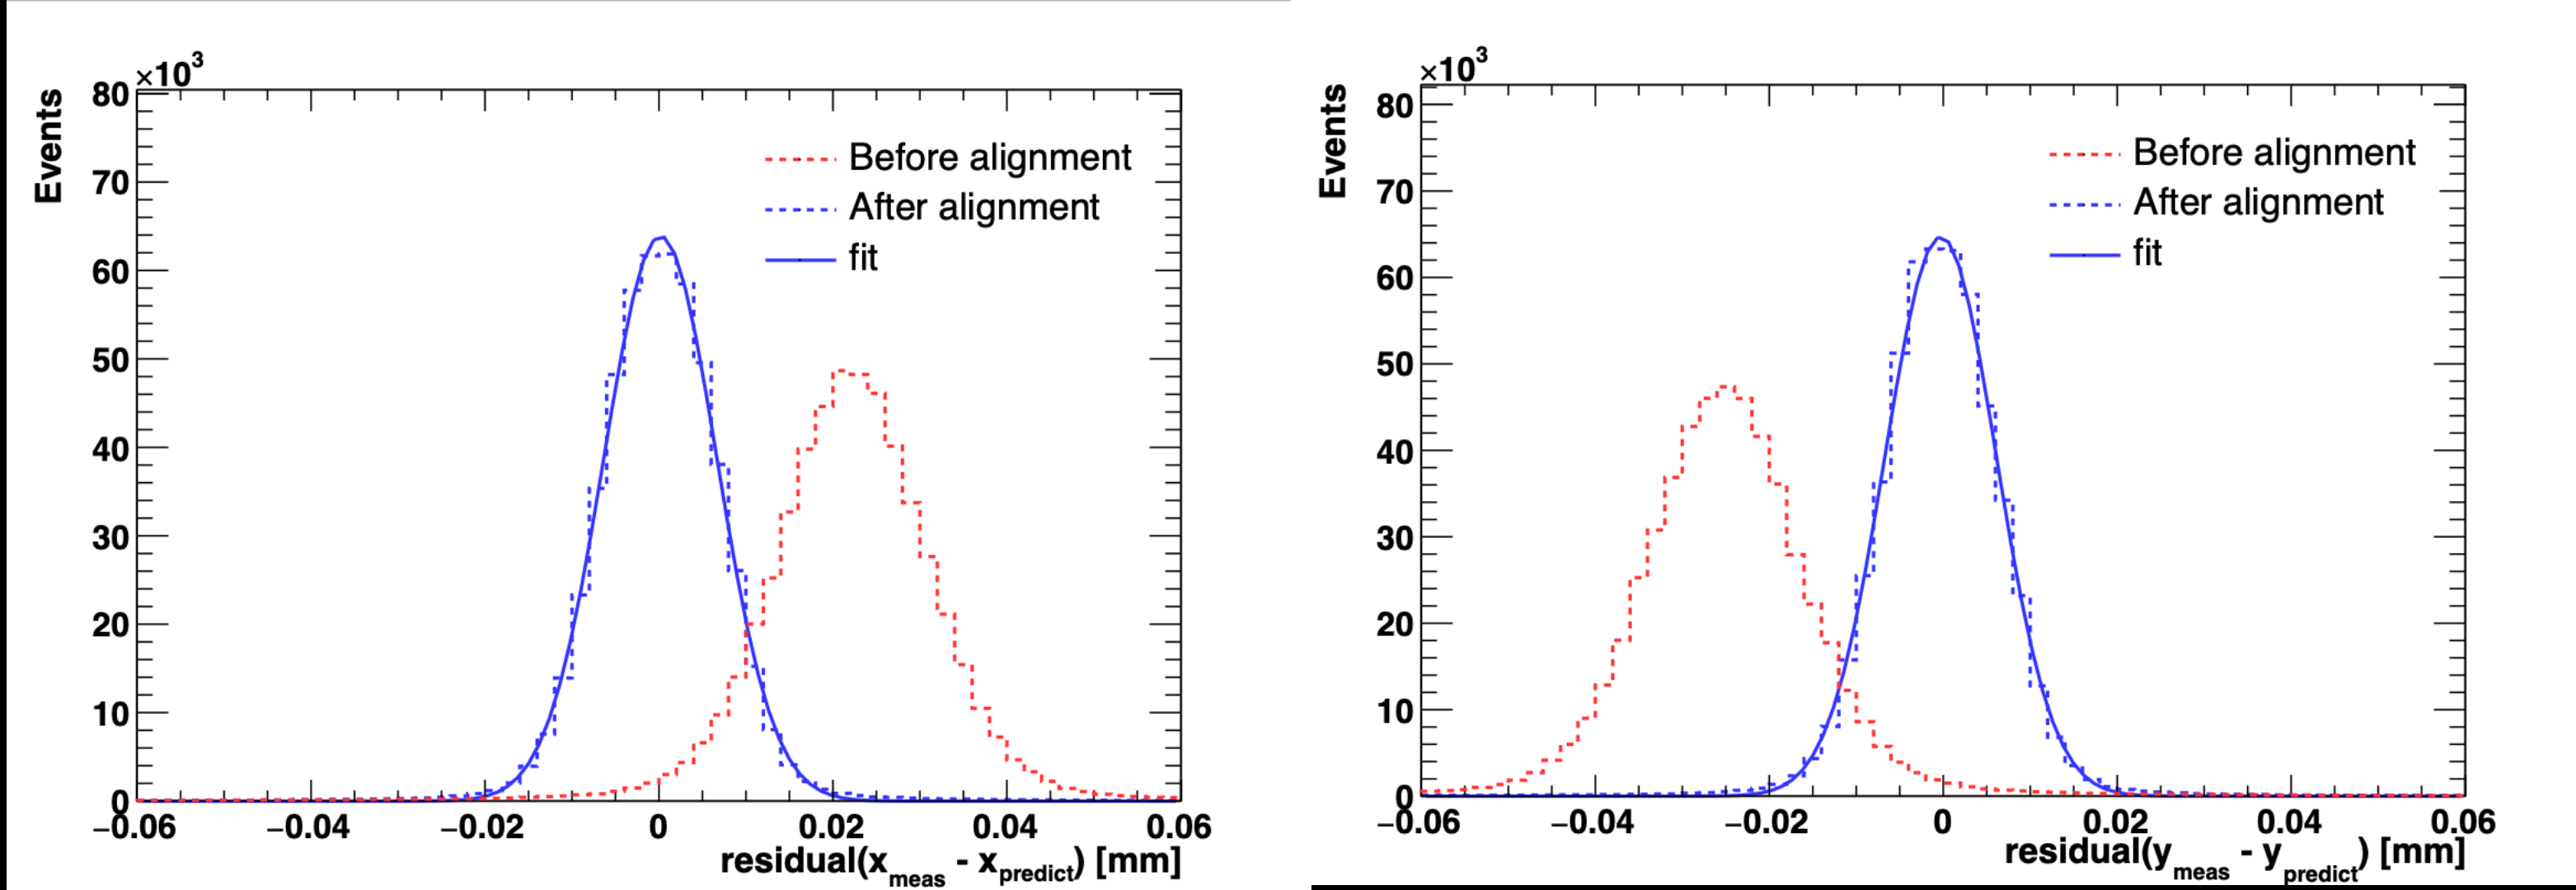 ×10³
Events
80
70
60
50
40
30
20
10
0
Before alignment
After alignment
fit
−0.06 −0.04 −0.02 0 0.02 0.04 0.06
residual(x_meas - x_predict) [mm]
×10³
Events
80
70
60
50
40
30
20
10
0
Before alignment
After alignment
fit
−0.06 −0.04 −0.02 0 0.02 0.04 0.06
residual(y_meas - y_predict) [mm]